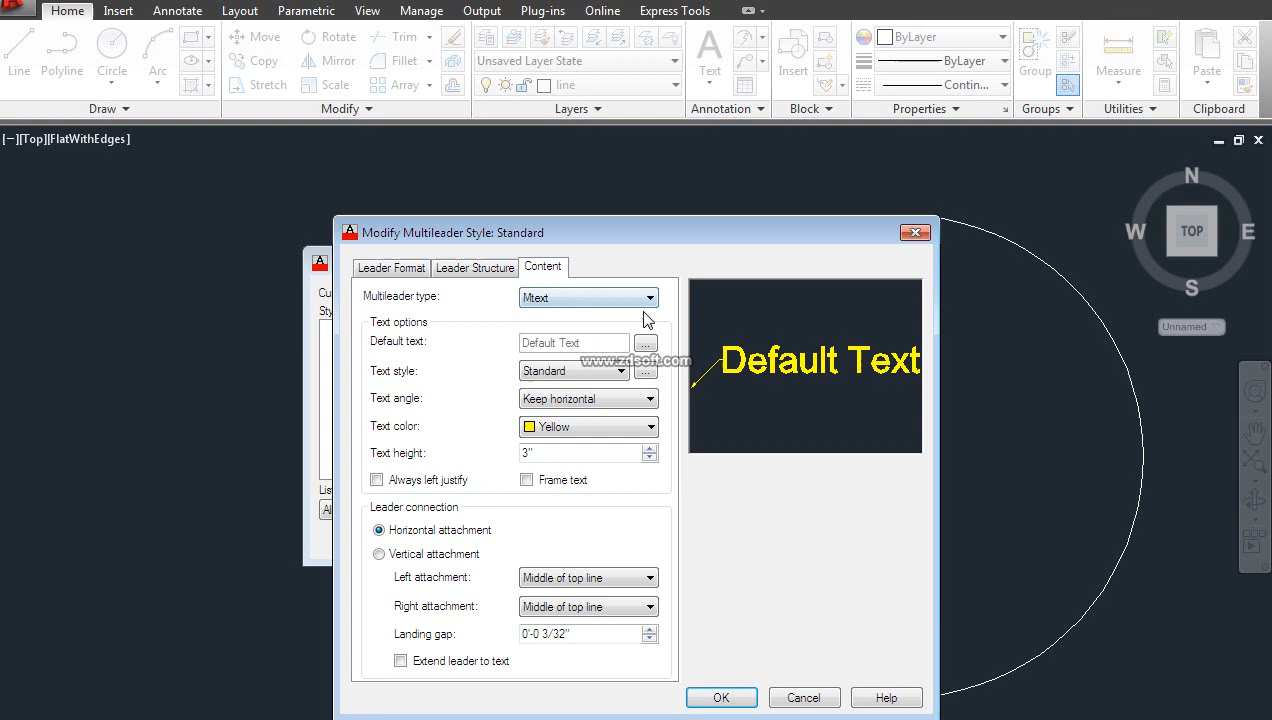 Home Insert Annotate Layout Parametric View Manage Output Plug-ins Online Express Tools
Line Polyline Circle Arc
Move Rotate Trim
Copy Mirror Fillet
Stretch Scale Array
Unsaved Layer State
line
Text
Insert
ByLayer
ByLayer
Contin...
Group
Measure
Paste
Draw Modify Layers Annotation Block Properties Groups Utilities Clipboard
[−][Top][FlatWithEdges]
N
W TOP E
S
Unnamed
Modify Multileader Style: Standard
Leader Format Leader Structure Content
Multileader type: Mtext
Text options
Default text: Default Text ...
www.zdsoft.com
Text style: Standard ...
Text angle: Keep horizontal
Text color: Yellow
Text height: 3"
Always left justify Frame text
Leader connection
Horizontal attachment
Vertical attachment
Left attachment: Middle of top line
Right attachment: Middle of top line
Landing gap: 0'-0 3/32"
Extend leader to text
Default Text
OK Cancel Help
Cu
Sty
Lis
Al